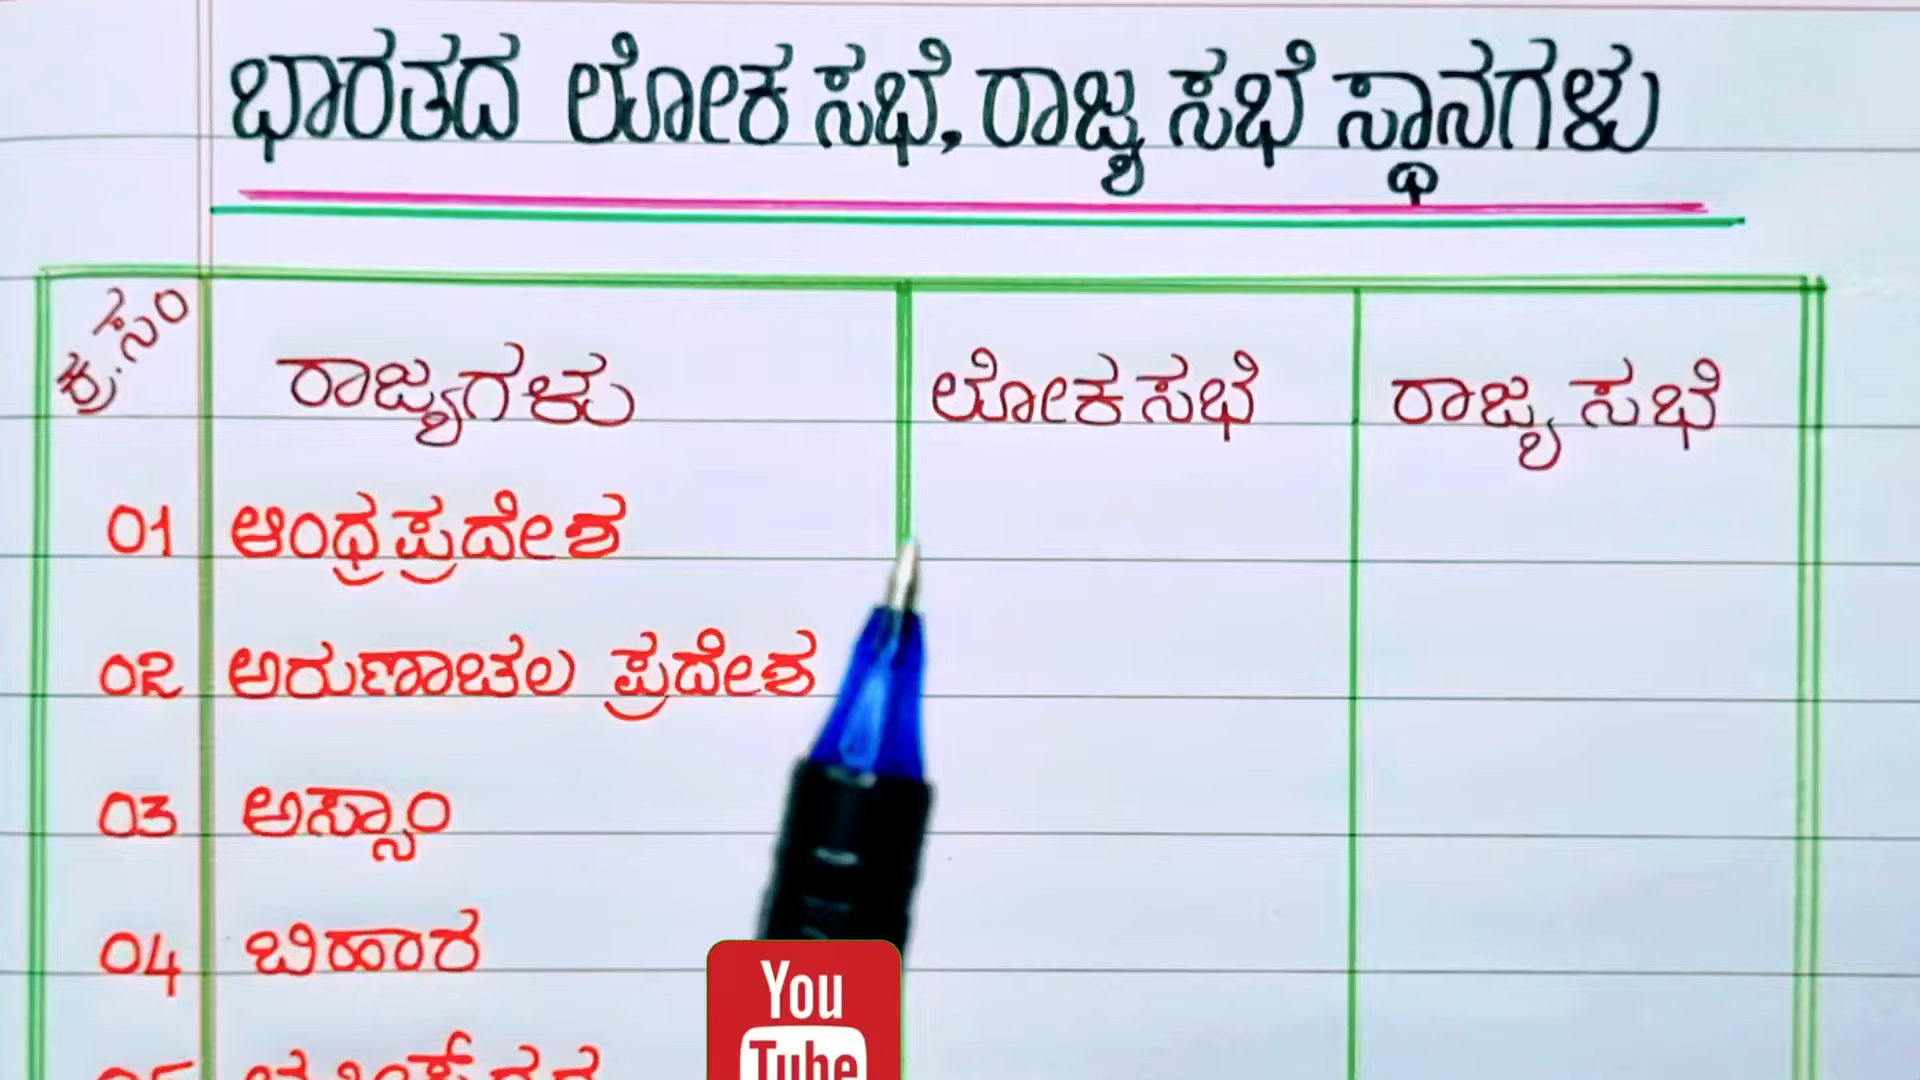 ಭಾರತದ ಲೋಕ ಸಭೆ, ರಾಜ್ಯ ಸಭೆ ಸ್ಥಾನಗಳು
ಕ್ರ.ಸಂ ರಾಜ್ಯಗಳು ಲೋಕ ಸಭೆ ರಾಜ್ಯ ಸಭೆ
01 ಆಂಧ್ರಪ್ರದೇಶ
02 ಅರುಣಾಚಲ ಪ್ರದೇಶ
03 ಅಸ್ಸಾಂ
04 ಬಿಹಾರ
You
Tube